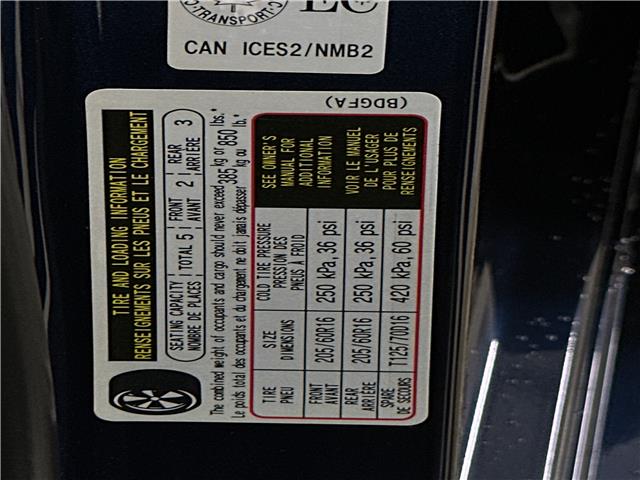 TRANSPORT
EC
CAN ICES2/NMB2
(BDGFA)
TIRE AND LOADING INFORMATION
RENSEIGNEMENTS SUR LES PNEUS ET LE CHARGEMENT
SEATING CAPACITY TOTAL 5 FRONT 2 REAR 3
NOMBRE DE PLACES AVANT ARRIÈRE
The combined weight of occupants and cargo should never exceed 385 kg or 850 lbs.*
Le poids total des occupants et du chargement ne doit jamais dépasser 385 kg ou 850 lb.*
TIRE SIZE COLD TIRE PRESSURE SEE OWNER'S
PNEU DIMENSIONS PRESSION DES MANUAL FOR
PNEUS À FROID ADDITIONAL
INFORMATION
FRONT 205/60R16 250 kPa, 36 psi
AVANT
REAR 205/60R16 250 kPa, 36 psi VOIR LE MANUEL
ARRIÈRE DE L'USAGER
SPARE T125/70D16 420 kPa, 60 psi POUR PLUS DE
DE SECOURS RENSEIGNEMENTS